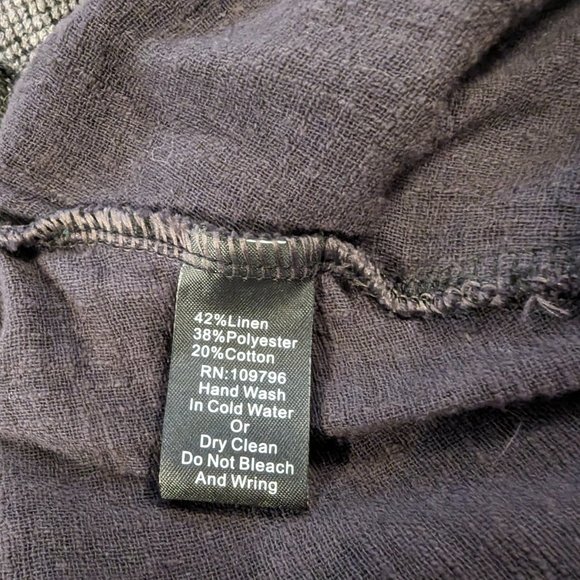 42%Linen
38%Polyester
20%Cotton
RN:109796
Hand Wash
In Cold Water
Or
Dry Clean
Do Not Bleach
And Wring